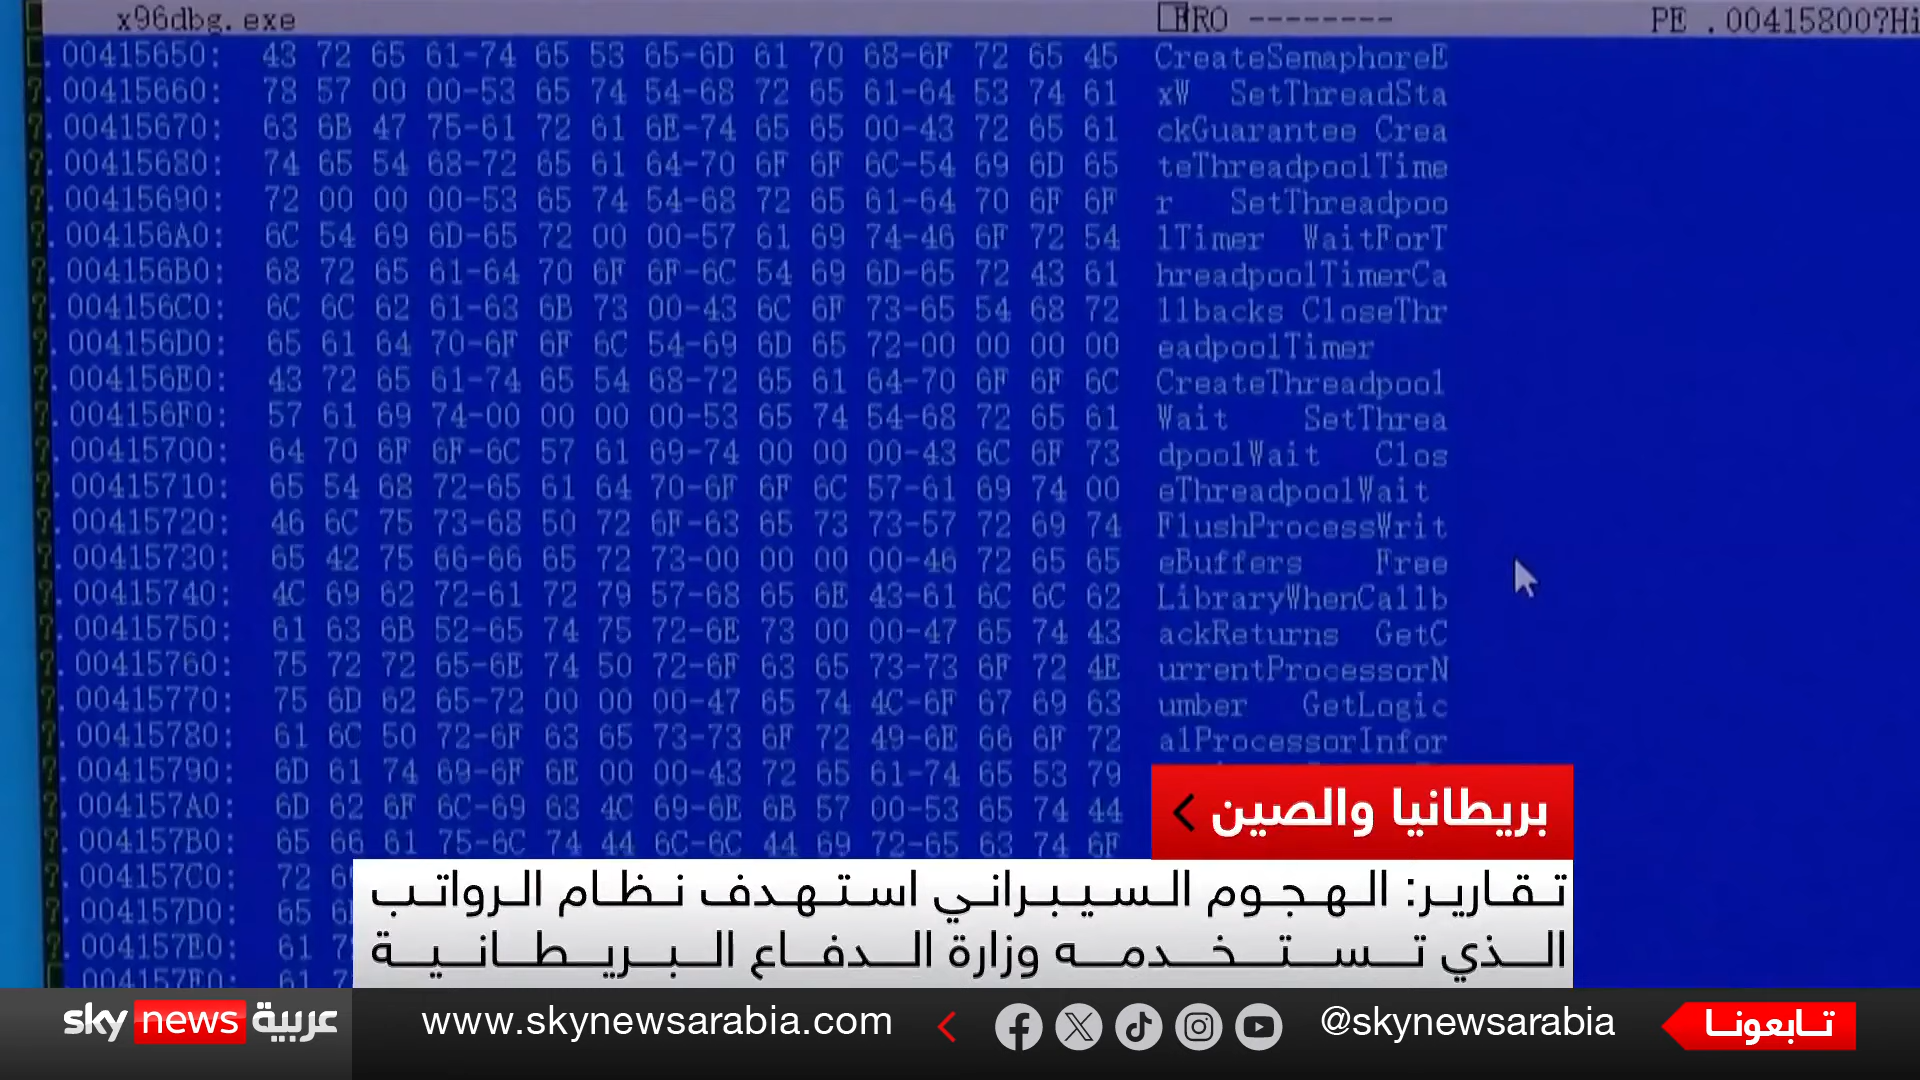 x96dbg.exe
FRO --------
PE .00415800?Hi
.00415650: 43 72 65 61-74 65 53 65-6D 61 70 68-6F 72 65 45 CreateSemaphoreE
?.00415660: 78 57 00 00-53 65 74 54-68 72 65 61-64 53 74 61 xW SetThreadSta
?.00415670: 63 6B 47 75-61 72 61 6E-74 65 65 00-43 72 65 61 ckGuarantee Crea
?.00415680: 74 65 54 68-72 65 61 64-70 6F 6F 6C-54 69 6D 65 teThreadpoolTime
?.00415690: 72 00 00 00-53 65 74 54-68 72 65 61-64 70 6F 6F r SetThreadpoo
?.004156A0: 6C 54 69 6D-65 72 00 00-57 61 69 74-46 6F 72 54 lTimer WaitForT
?.004156B0: 68 72 65 61-64 70 6F 6F-6C 54 69 6D-65 72 43 61 hreadpoolTimerCa
?.004156C0: 6C 6C 62 61-63 6B 73 00-43 6C 6F 73-65 54 68 72 llbacks CloseThr
?.004156D0: 65 61 64 70-6F 6F 6C 54-69 6D 65 72-00 00 00 00 eadpoolTimer
?.004156E0: 43 72 65 61-74 65 54 68-72 65 61 64-70 6F 6F 6C CreateThreadpool
?.004156F0: 57 61 69 74-00 00 00 00-53 65 74 54-68 72 65 61 Wait SetThrea
?.00415700: 64 70 6F 6F-6C 57 61 69-74 00 00 00-43 6C 6F 73 dpoolWait Clos
?.00415710: 65 54 68 72-65 61 64 70-6F 6F 6C 57-61 69 74 00 eThreadpoolWait
?.00415720: 46 6C 75 73-68 50 72 6F-63 65 73 73-57 72 69 74 FlushProcessWrit
?.00415730: 65 42 75 66-66 65 72 73-00 00 00 00-46 72 65 65 eBuffers Free
?.00415740: 4C 69 62 72-61 72 79 57-68 65 6E 43-61 6C 6C 62 LibraryWhenCallb
?.00415750: 61 63 6B 52-65 74 75 72-6E 73 00 00-47 65 74 43 ackReturns GetC
?.00415760: 75 72 72 65-6E 74 50 72-6F 63 65 73-73 6F 72 4E urrentProcessorN
?.00415770: 75 6D 62 65-72 00 00 00-47 65 74 4C-6F 67 69 63 umber GetLogic
?.00415780: 61 6C 50 72-6F 63 65 73-73 6F 72 49-6E 66 6F 72 alProcessorInfor
?.00415790: 6D 61 74 69-6F 6E 00 00-43 72 65 61-74 65 53 79
?.004157A0: 6D 62 6F 6C-69 63 4C 69-6E 6B 57 00-53 65 74 44
?.004157B0: 65 66 61 75-6C 74 44 6C-6C 44 69 72-65 63 74 6F
?.004157C0: 72
?.004157D0: 65
?.004157E0: 61
.004157F0: 61
بريطانيا والصين
تقارير: الهجوم السيبراني استهدف نظام الرواتب
الذي تستخدمه وزارة الدفاع البريطانية
sky news عربية
www.skynewsarabia.com
@skynewsarabia
تابعونا